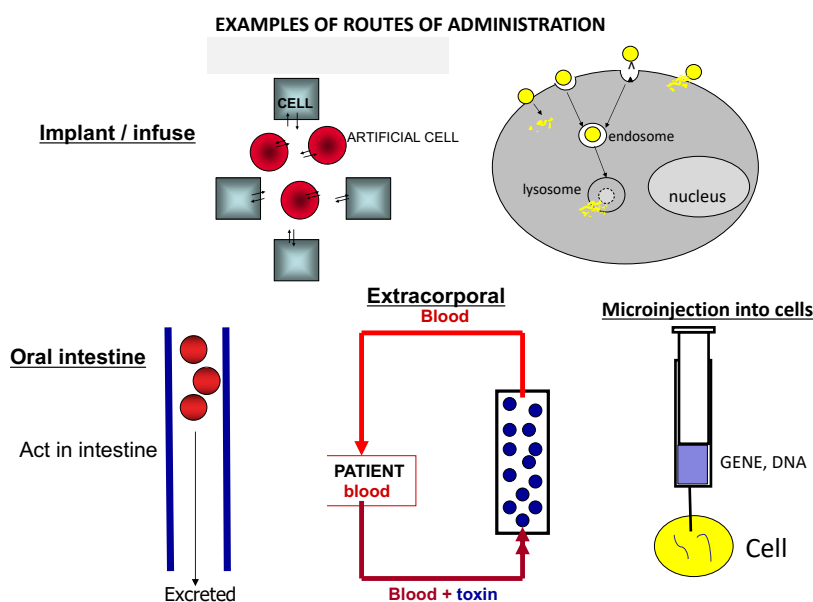 EXAMPLES OF ROUTES OF ADMINISTRATION
CELL
Implant / infuse
ARTIFICIAL CELL
endosome
lysosome
nucleus
Extracorporal
Blood
Microinjection into cells
Oral intestine
Act in intestine
PATIENT
blood
GENE, DNA
Cell
Excreted
Blood + toxin